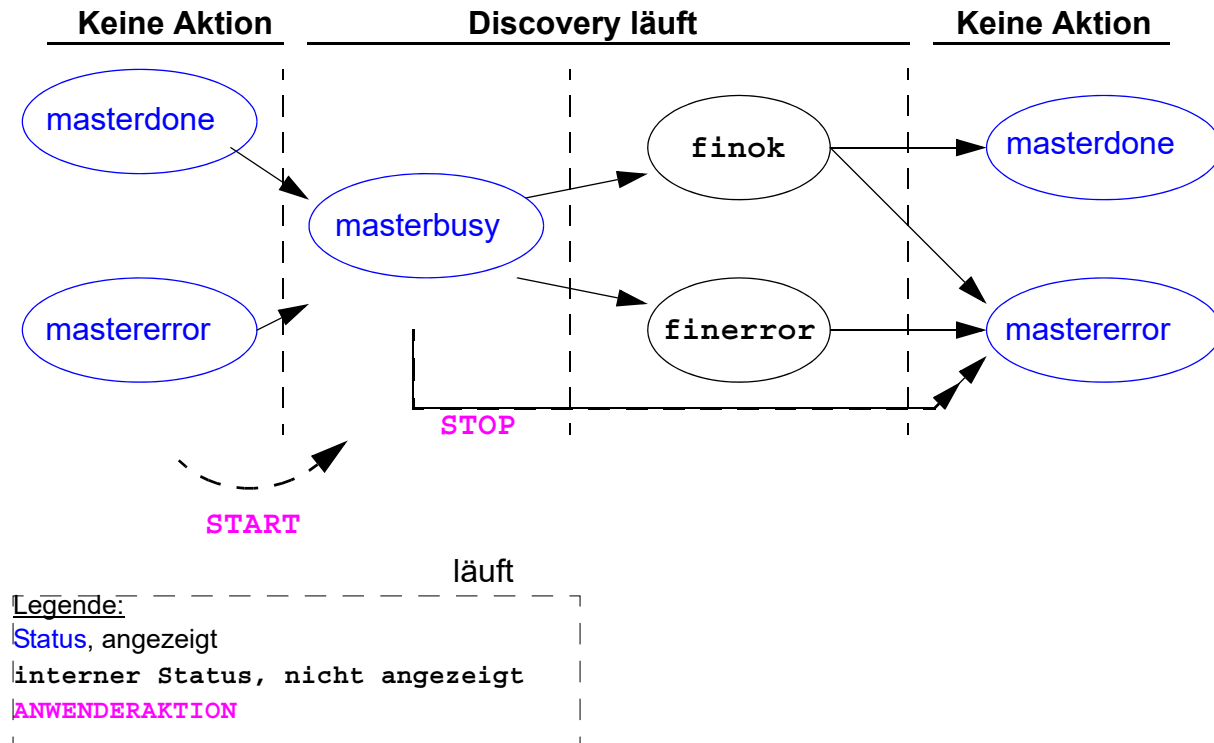 Keine Aktion
Discovery läuft
Keine Aktion
masterdone
finok
masterdone
masterbusy
mastererror
finerror
mastererror
STOP
START
läuft
Legende:
Status, angezeigt
interner Status, nicht angezeigt
ANWENDERAKTION